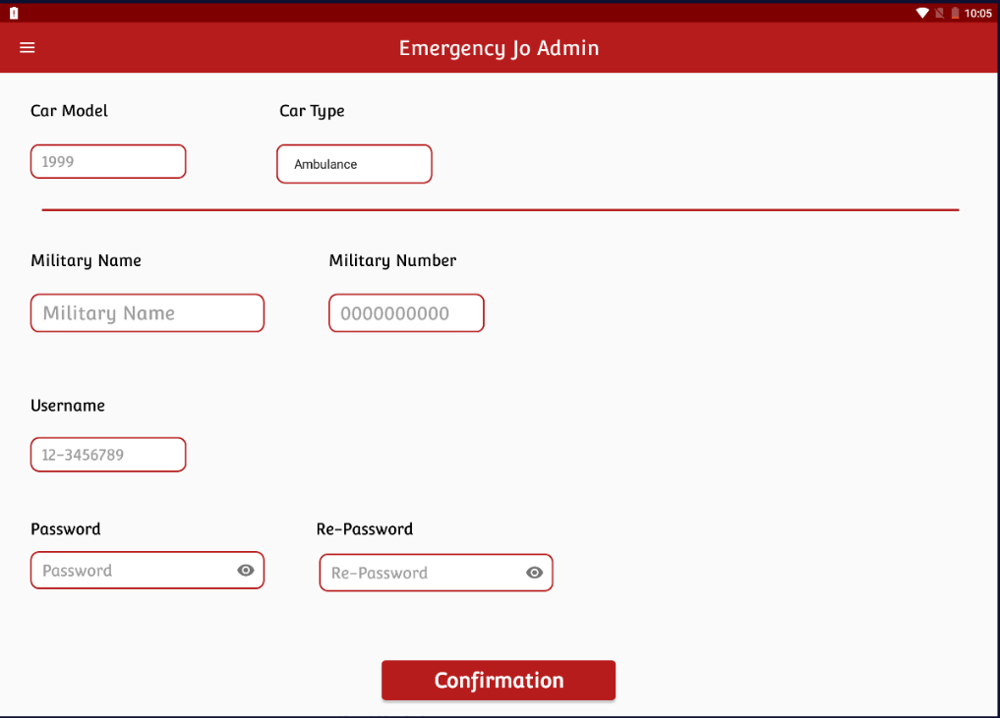 10:05
Emergency Jo Admin
Car Model Car Type
1999 Ambulance
Military Name Military Number
Military Name 0000000000
Username
12-3456789
Password Re-Password
Password Re-Password
Confirmation